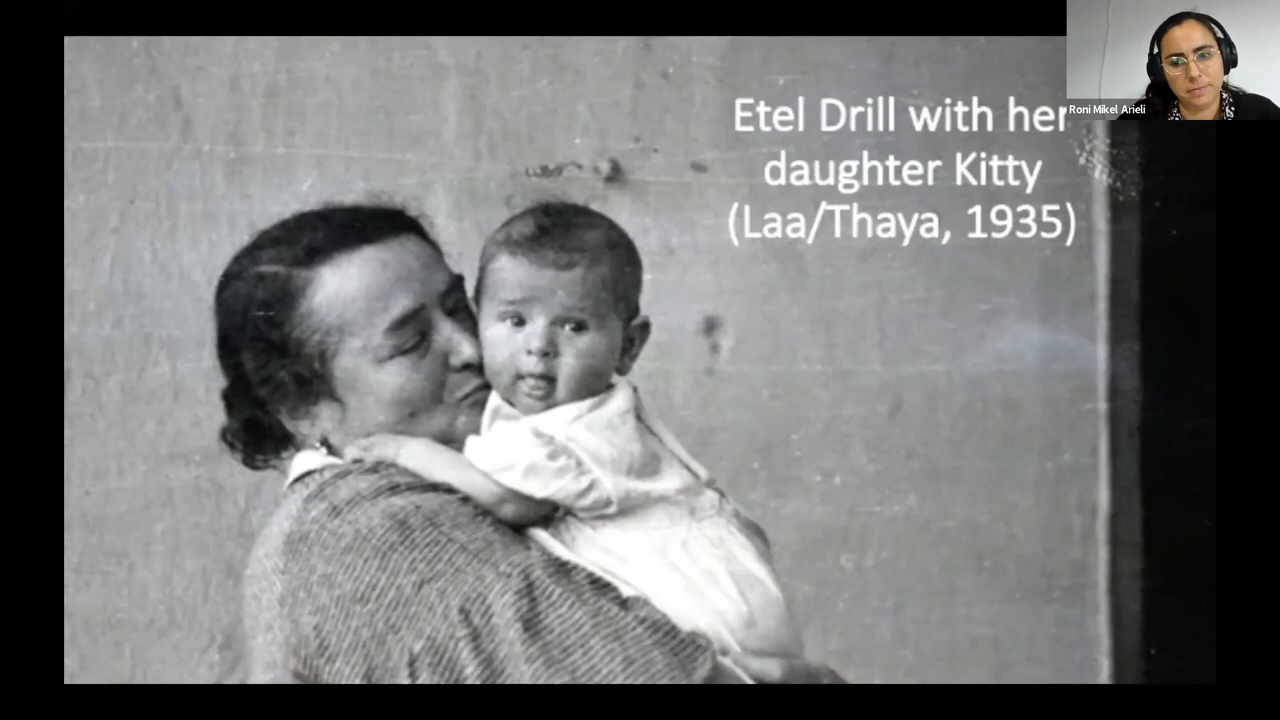 Etel Drill with her
daughter Kitty
(Laa/Thaya, 1935)
Roni Mikel Arieli